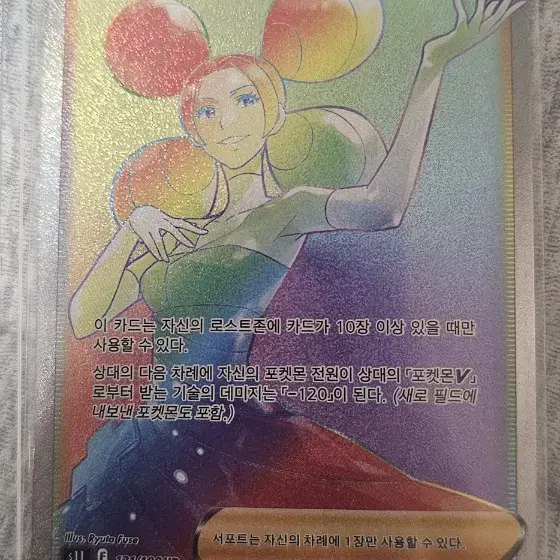 이 카드는 자신의 로스트존에 카드가 10장 이상 있을 때만
사용할 수 있다.
상대의 다음 차례에 자신의 포켓몬 전원이 상대의 「포켓몬V」
로부터 받는 기술의 데미지는 「-120」이 된다. (새로 필드에
내보낸 포켓몬도 포함.)
Illus. Ryuta Fuse
서포트는 자신의 차례에 1장만 사용할 수 있다.
F